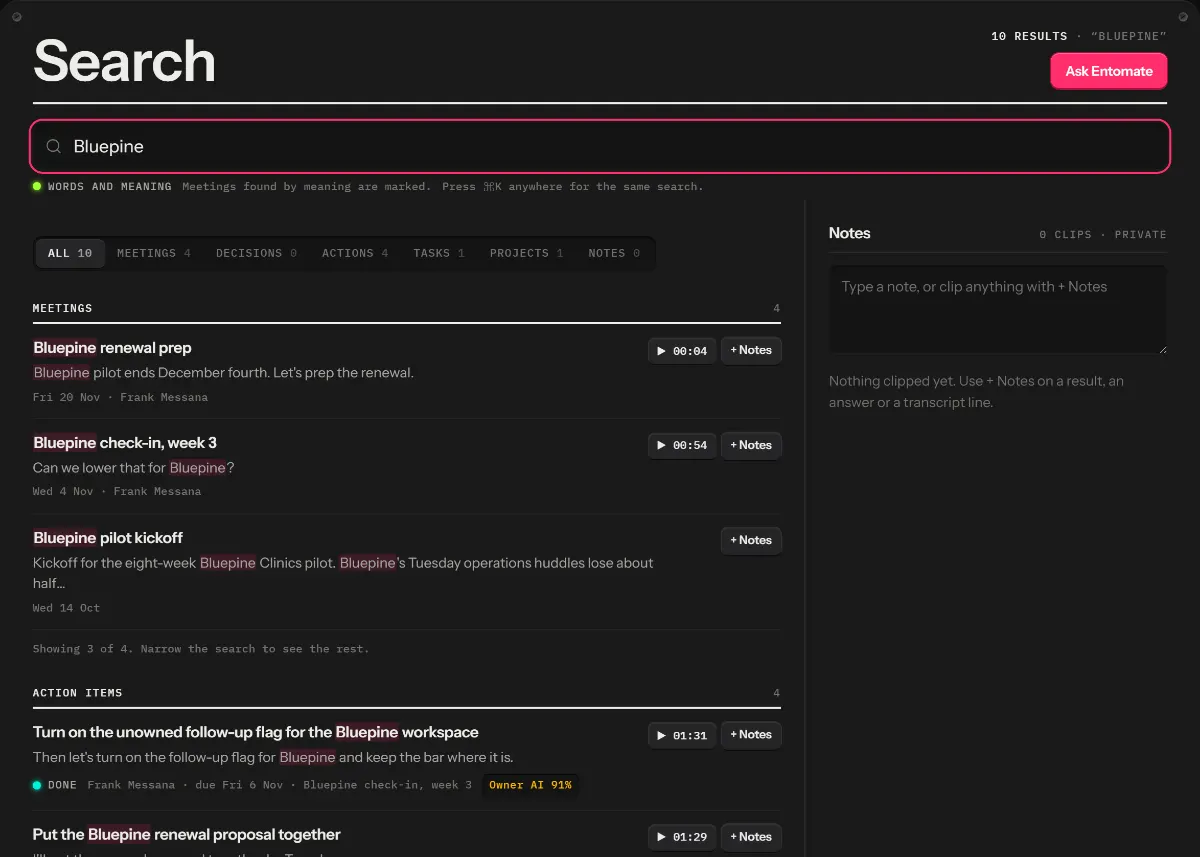 Search
10 RESULTS · “BLUEPINE”
Ask Entomate
Bluepine
WORDS AND MEANING Meetings found by meaning are marked. Press ⌘K anywhere for the same search.
ALL 10 MEETINGS 4 DECISIONS 0 ACTIONS 4 TASKS 1 PROJECTS 1 NOTES 0
MEETINGS 4
Bluepine renewal prep
▶ 00:04 + Notes
Bluepine pilot ends December fourth. Let's prep the renewal.
Fri 20 Nov · Frank Messana
Bluepine check-in, week 3
▶ 00:54 + Notes
Can we lower that for Bluepine?
Wed 4 Nov · Frank Messana
Bluepine pilot kickoff
+ Notes
Kickoff for the eight-week Bluepine Clinics pilot. Bluepine's Tuesday operations huddles lose about
half…
Wed 14 Oct
Showing 3 of 4. Narrow the search to see the rest.
ACTION ITEMS 4
Turn on the unowned follow-up flag for the Bluepine workspace
▶ 01:31 + Notes
Then let's turn on the follow-up flag for Bluepine and keep the bar where it is.
DONE Frank Messana · due Fri 6 Nov · Bluepine check-in, week 3 Owner AI 91%
Put the Bluepine renewal proposal together
▶ 01:29 + Notes
Notes
0 CLIPS · PRIVATE
Type a note, or clip anything with + Notes
Nothing clipped yet. Use + Notes on a result, an
answer or a transcript line.